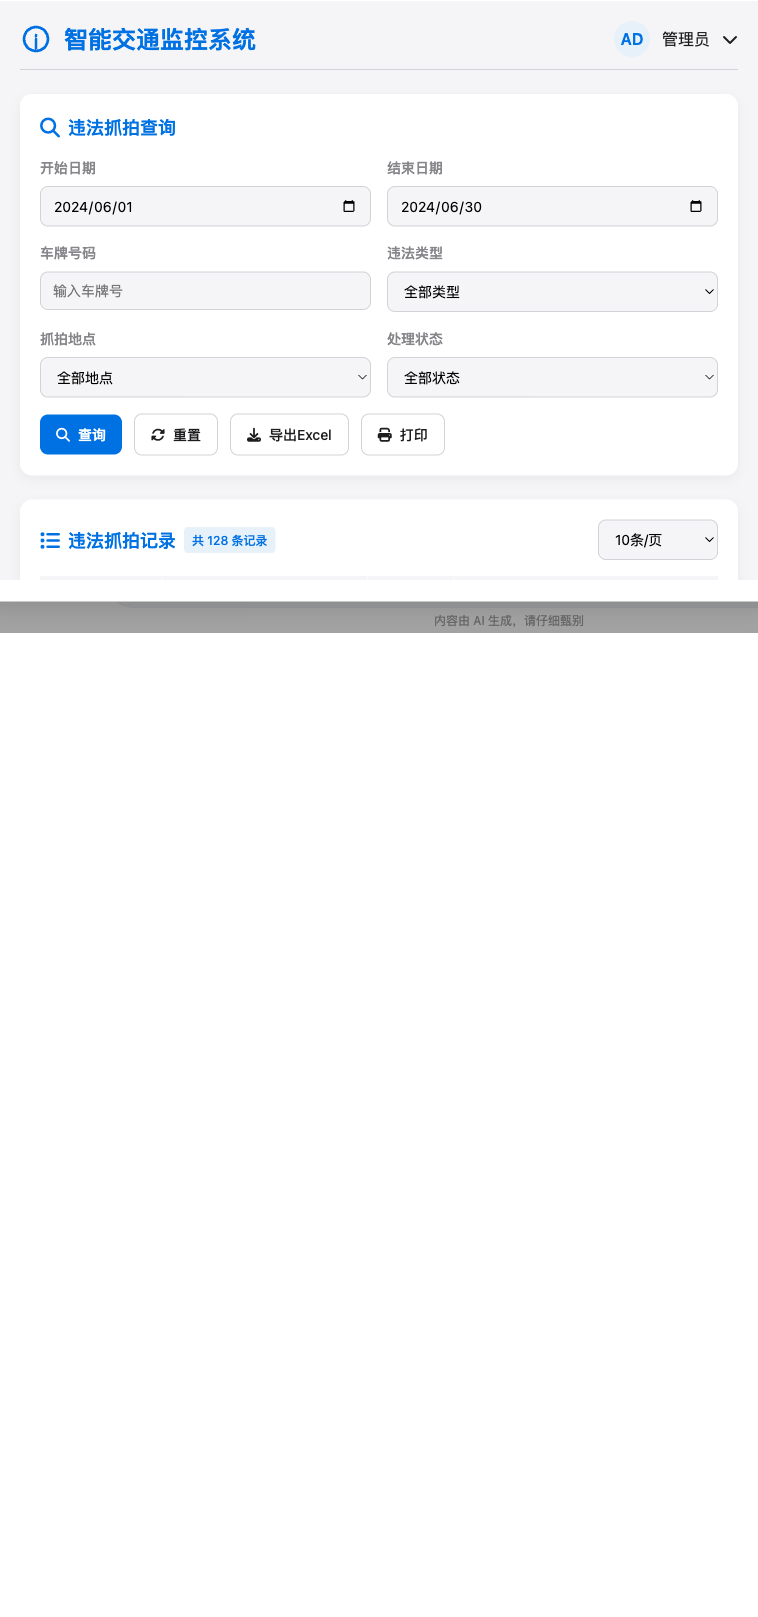 智能交通监控系统
AD 管理员
违法抓拍查询
开始日期 结束日期
2024/06/01 2024/06/30
车牌号码 违法类型
输入车牌号 全部类型
抓拍地点 处理状态
全部地点 全部状态
查询 重置 导出Excel 打印
违法抓拍记录 共 128 条记录 10条/页
内容由 AI 生成，请仔细甄别